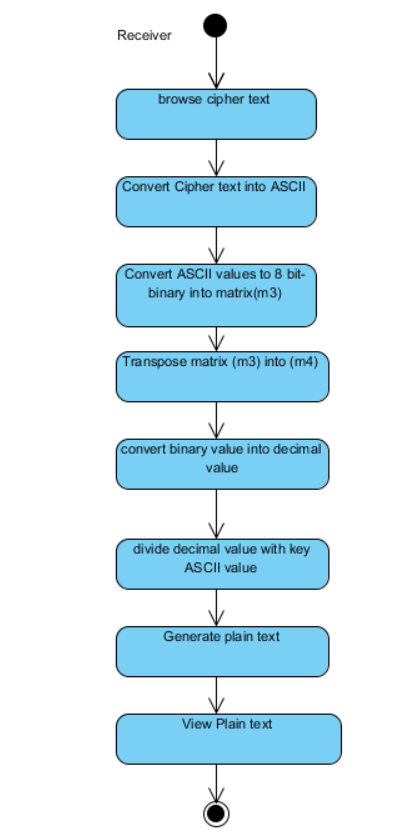 Receiver
browse cipher text
Convert Cipher text into ASCII
Convert ASCII values to 8 bit-
binary into matrix(m3)
Transpose matrix (m3) into (m4)
convert binary value into decimal
value
divide decimal value with key
ASCII value
Generate plain text
View Plain text